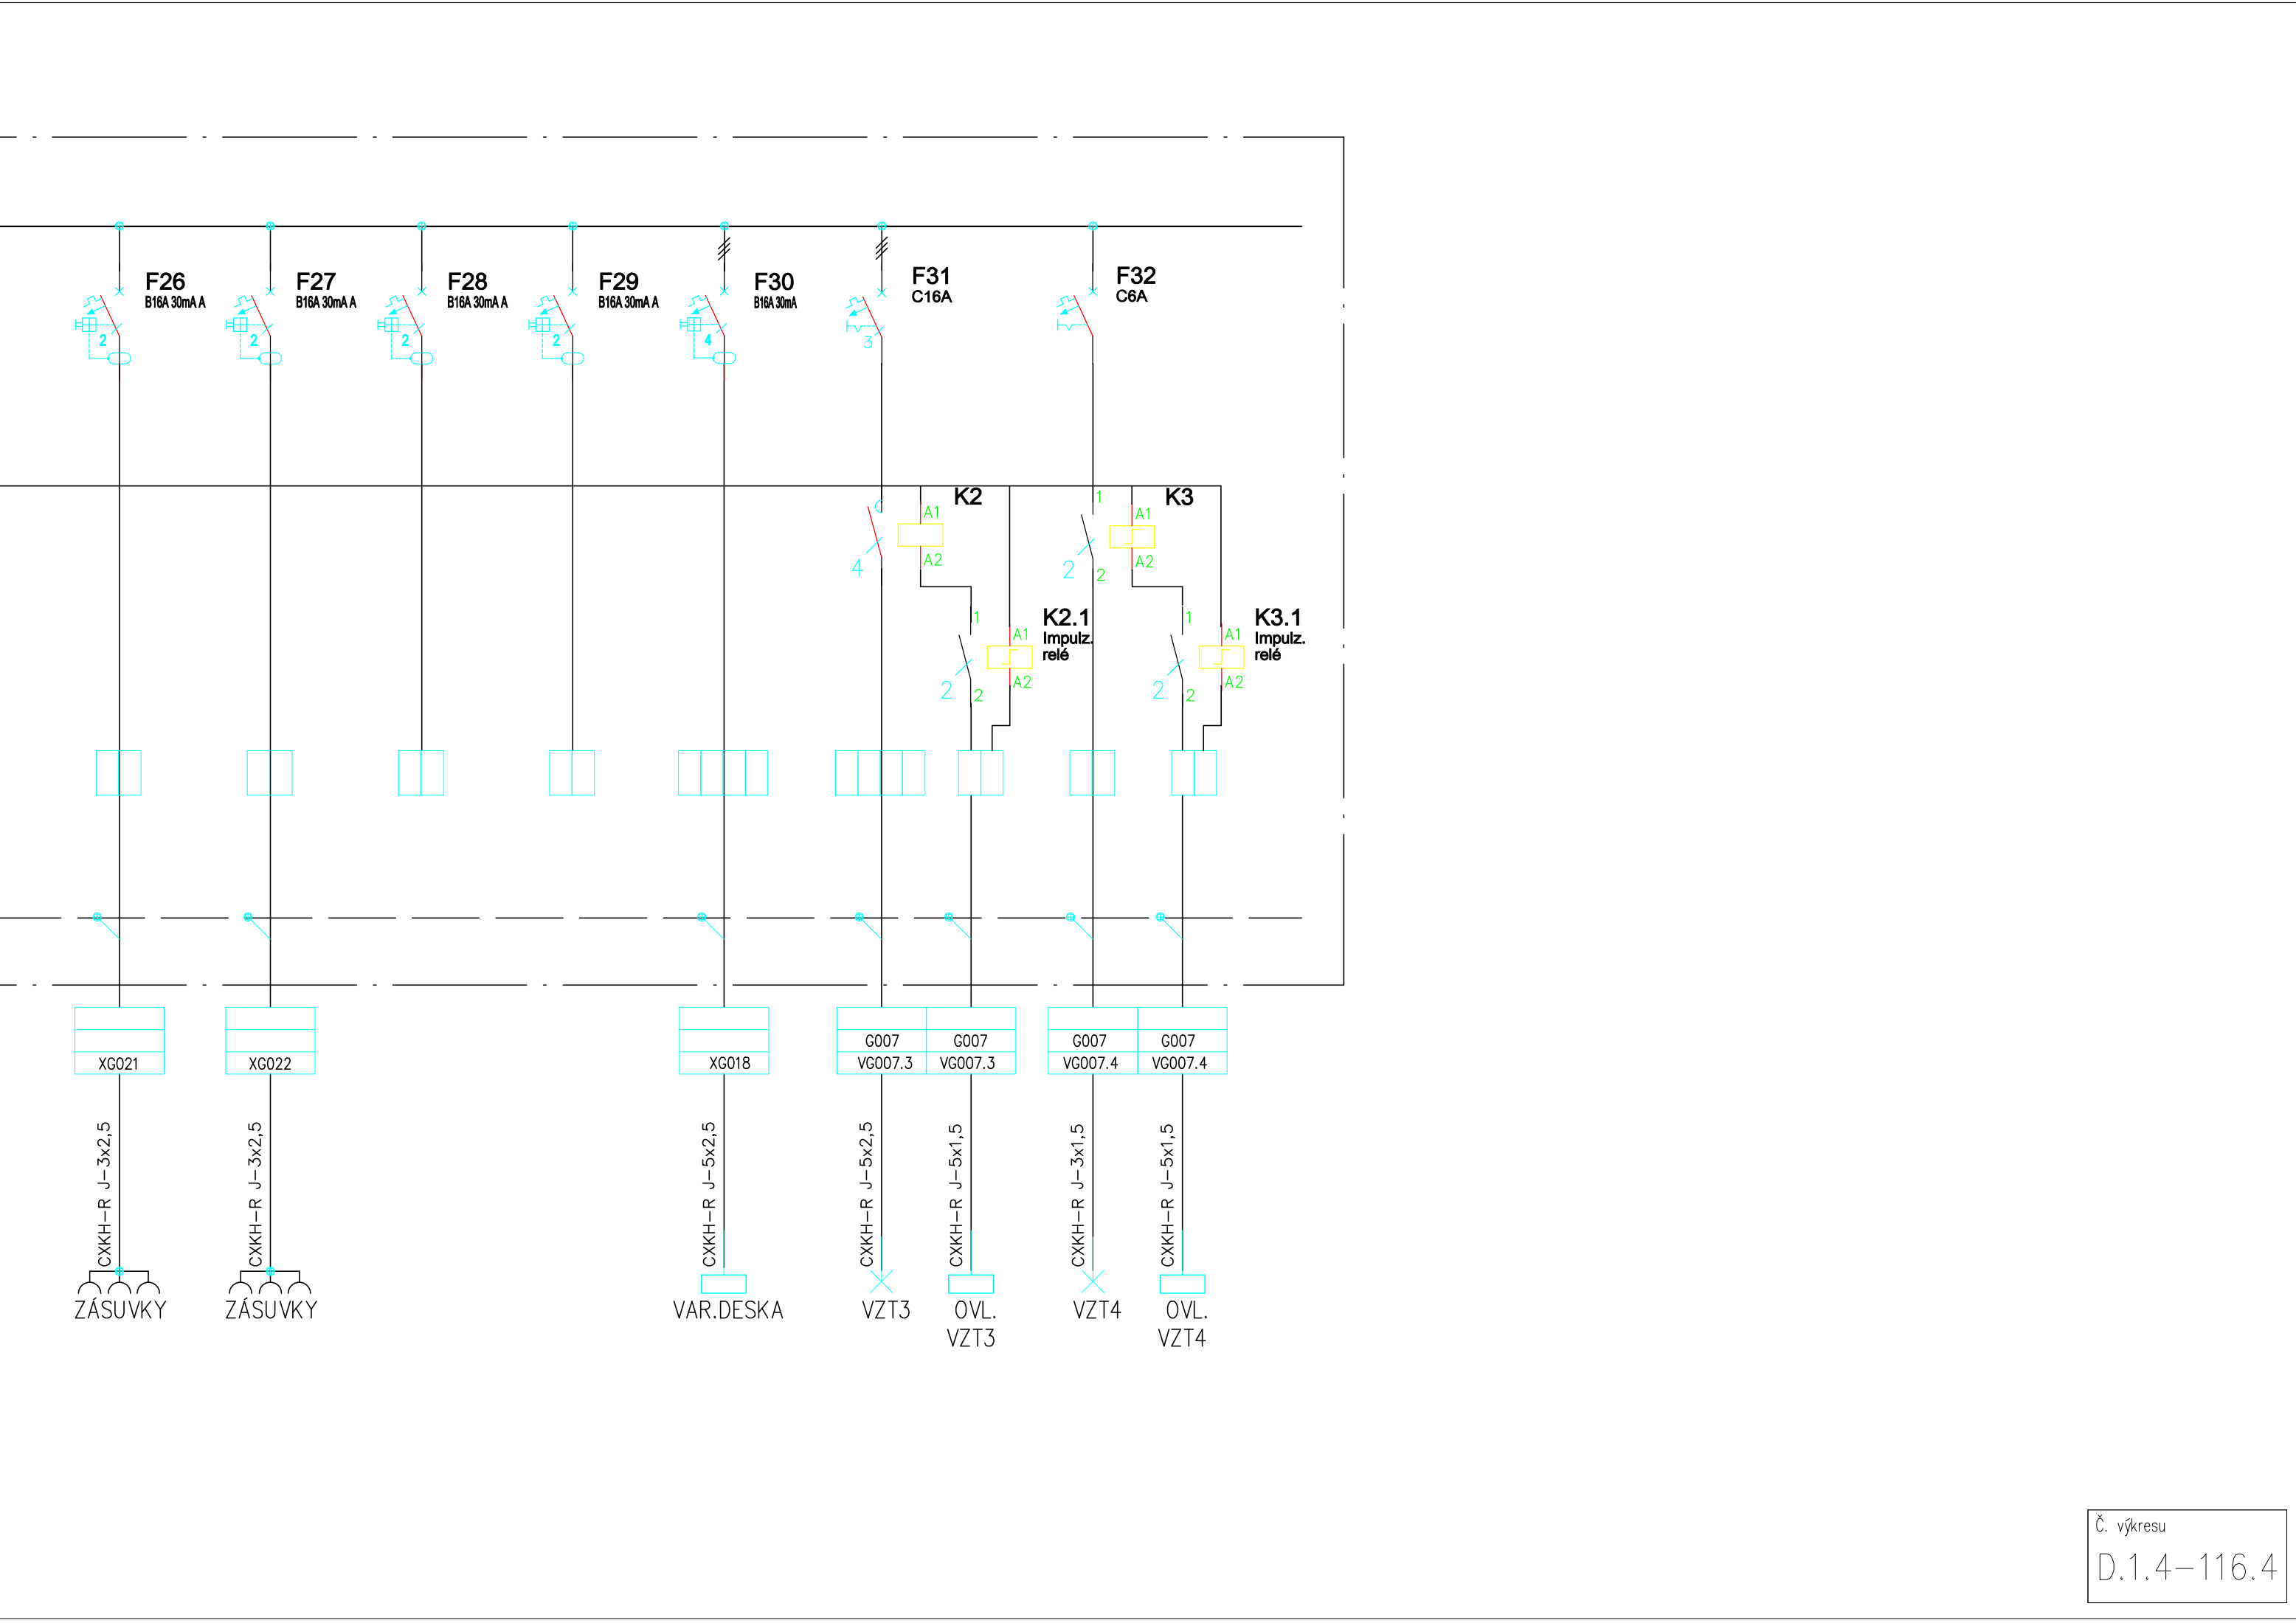 F26
B16A 30mA A
2
F27
B16A 30mA A
2
F28
B16A 30mA A
2
F29
B16A 30mA A
2
F30
B16A 30mA
4
F31
C16A
3
F32
C6A
K2
A1
A2
4
1
K3
A1
A2
2
2
1
K2.1
Impulz.
relé
A1
A2
2
2
1
K3.1
Impulz.
relé
A1
A2
2
2
XG021
XG022
XG018
G007
VG007.3
G007
VG007.3
G007
VG007.4
G007
VG007.4
CXKH-R J-3x2,5
CXKH-R J-3x2,5
CXKH-R J-5x2,5
CXKH-R J-5x2,5
CXKH-R J-5x1,5
CXKH-R J-3x1,5
CXKH-R J-5x1,5
ZÁSUVKY
ZÁSUVKY
VAR.DESKA
VZT3
OVL.
VZT3
VZT4
OVL.
VZT4
Č. výkresu
D.1.4-116.4